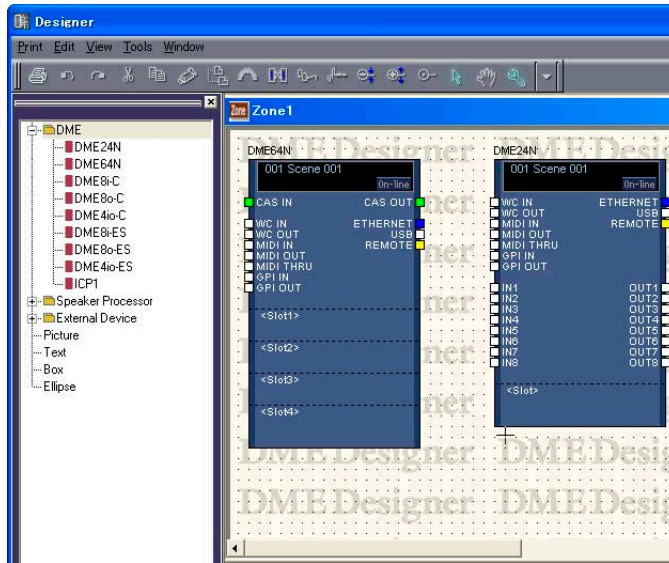 Designer
Print Edit View Tools Window
DME
DME24N
DME64N
DME8i-C
DME8o-C
DME4io-C
DME8i-ES
DME8o-ES
DME4io-ES
ICP1
Speaker Processor
External Device
Picture
Text
Box
Ellipse
Zone Zone1
DME64N
001 Scene 001
On-line
CAS IN CAS OUT
WC IN ETHERNET
WC OUT USB
MIDI IN REMOTE
MIDI OUT
MIDI THRU
GPI IN
GPI OUT
<Slot1>
<Slot2>
<Slot3>
<Slot4>
DME24N
001 Scene 001
On-line
WC IN ETHERNET
WC OUT USB
MIDI IN REMOTE
MIDI OUT
MIDI THRU
GPI IN
GPI OUT
IN1 OUT1
IN2 OUT2
IN3 OUT3
IN4 OUT4
IN5 OUT5
IN6 OUT6
IN7 OUT7
IN8 OUT8
<Slot>
DME Designer DME Desig
DME Designer DME Desig